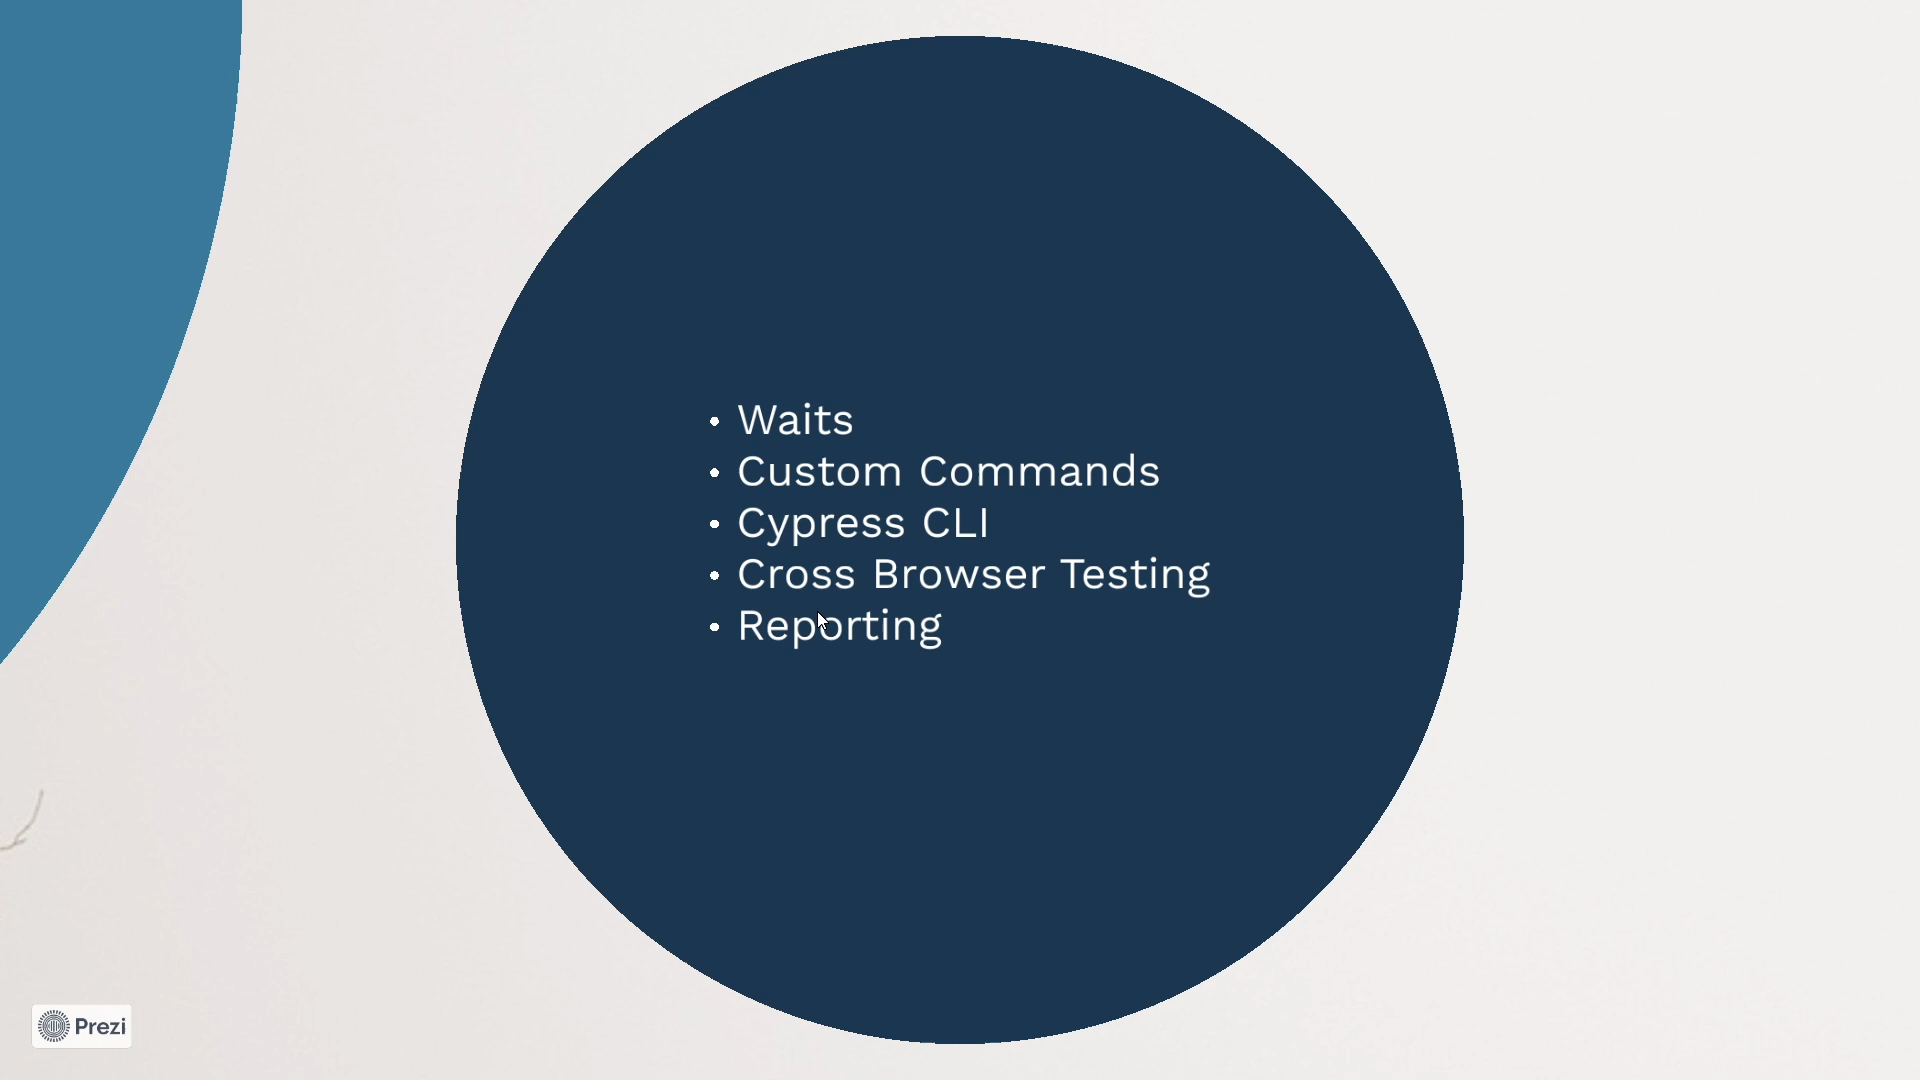 • Waits
• Custom Commands
• Cypress CLI
• Cross Browser Testing
• Reporting
Prezi